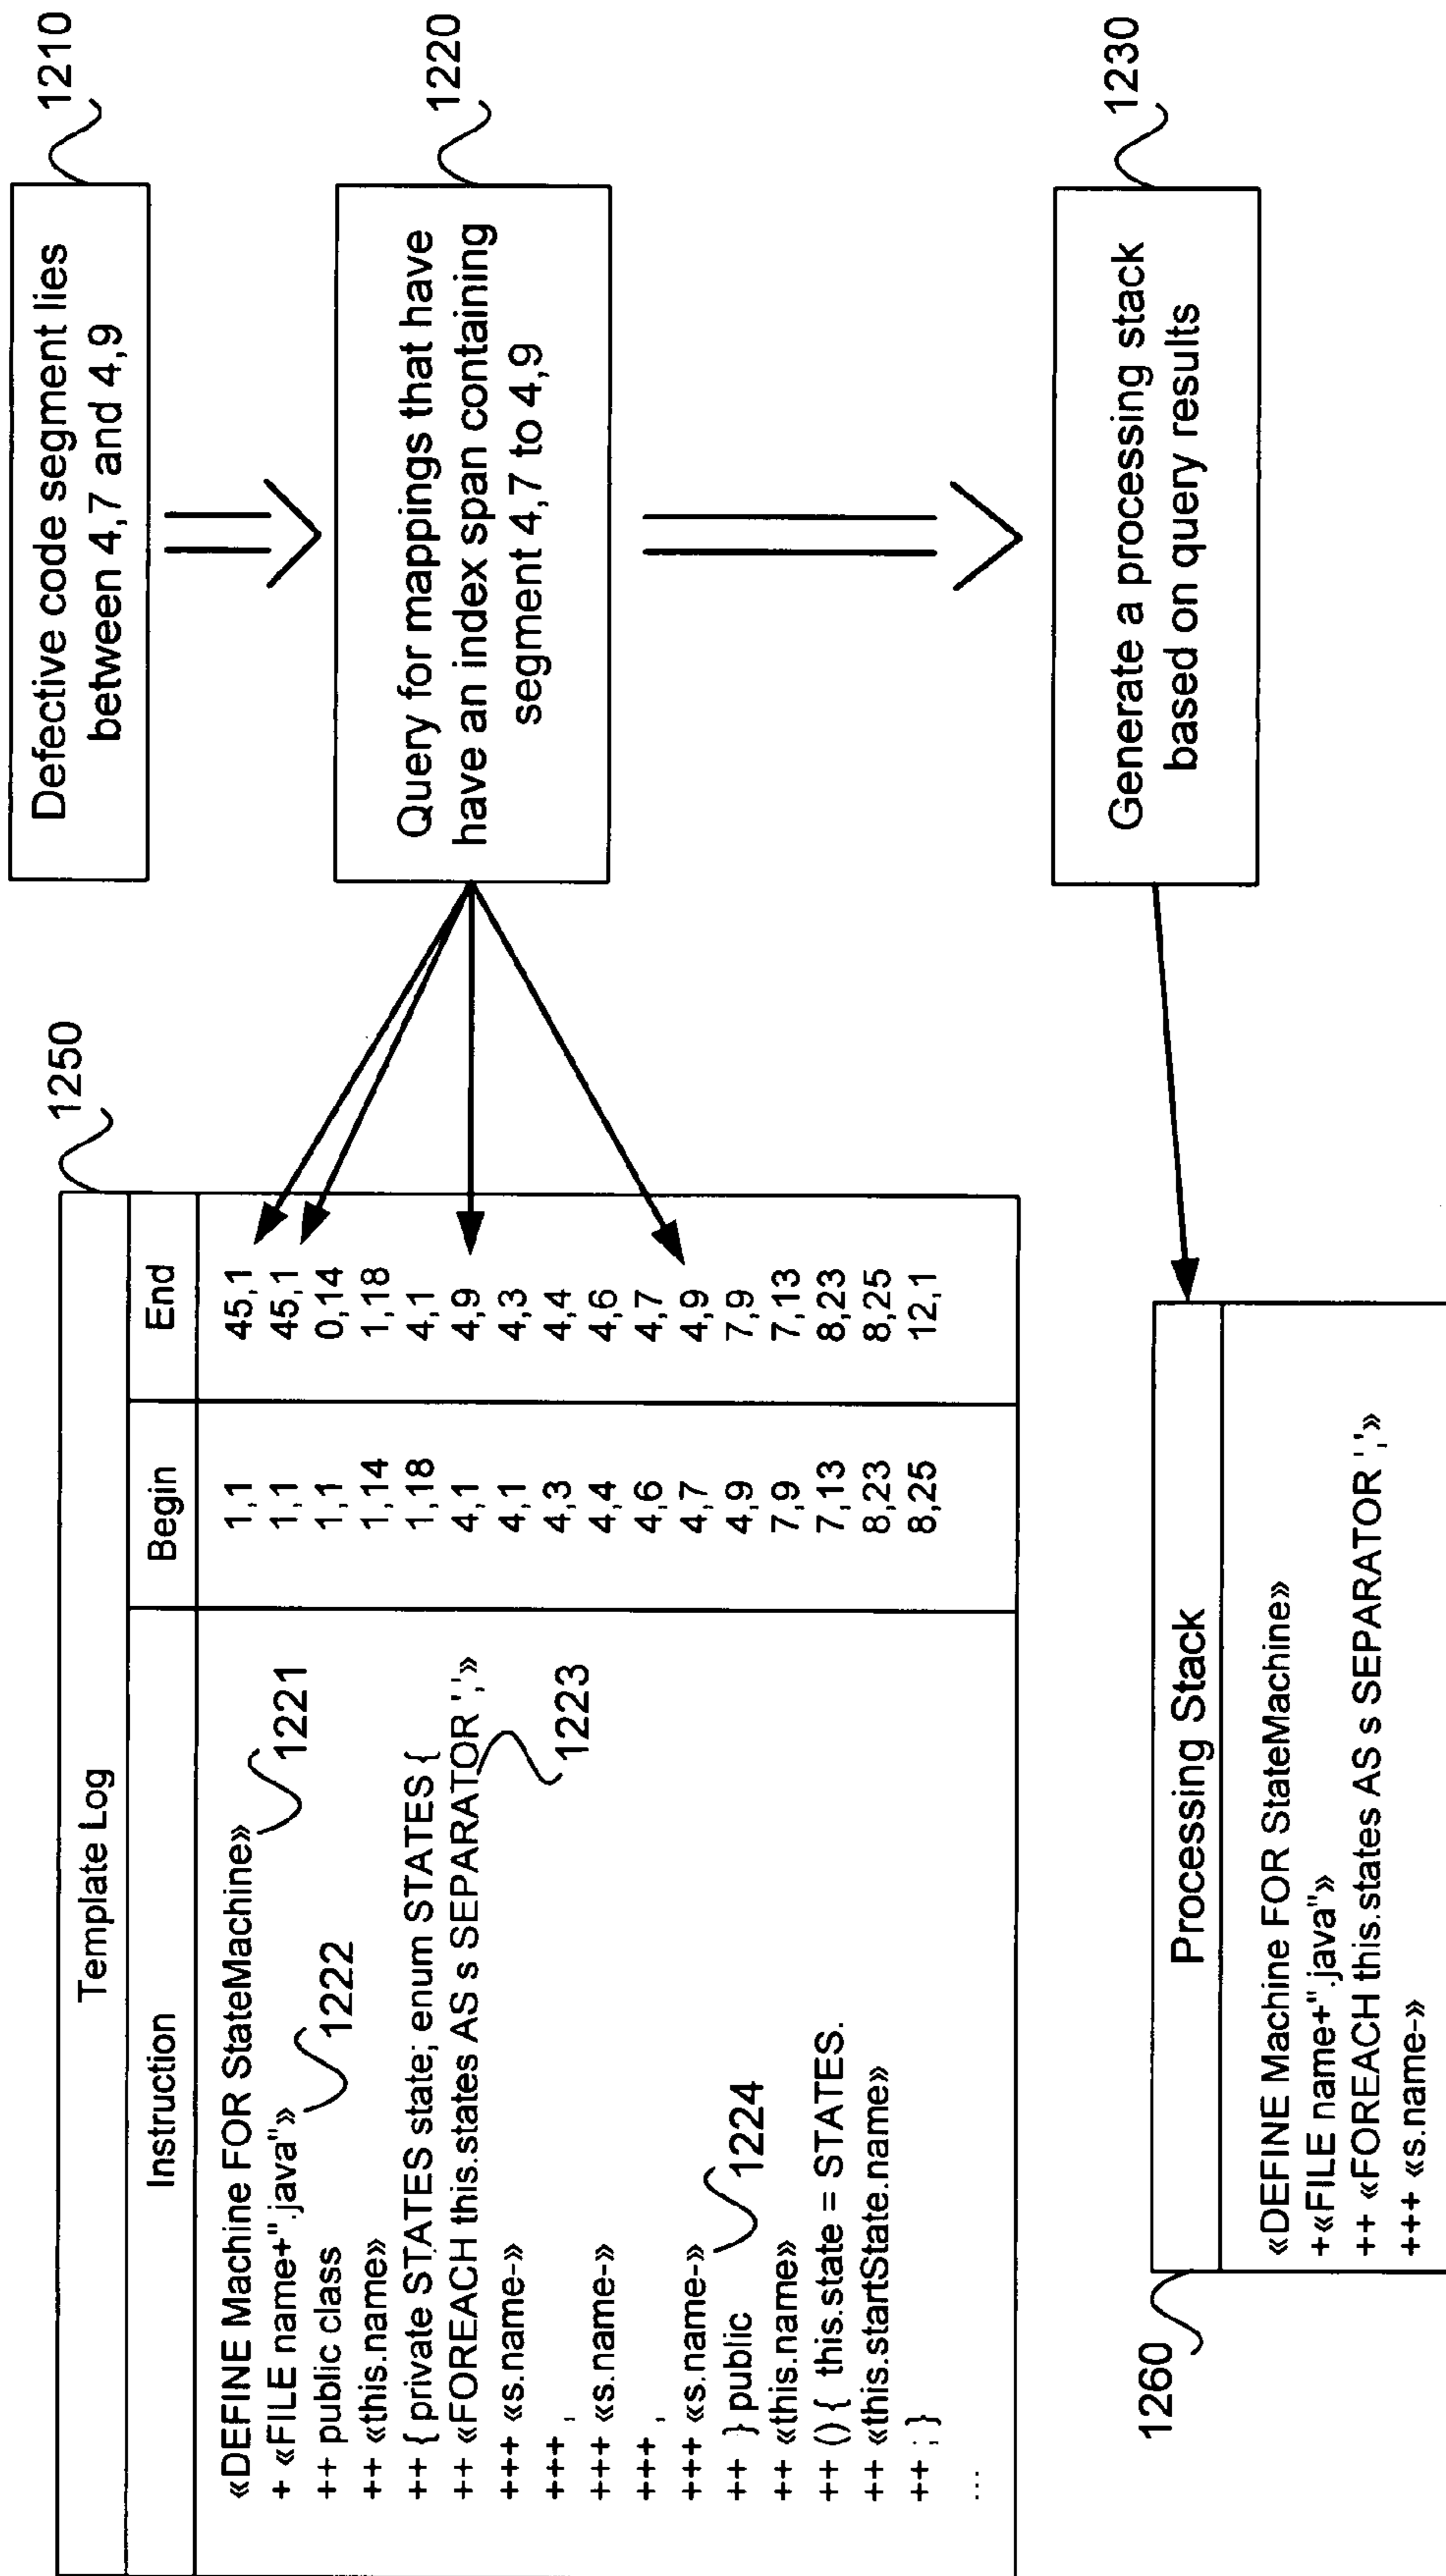 1210
Defective code segment lies
between 4,7 and 4,9
1220
Query for mappings that have
have an index span containing
segment 4,7 to 4,9
1230
Generate a processing stack
based on query results
1250
Template Log
Instruction Begin End
«DEFINE Machine FOR StateMachine» 1,1 45,1
1221
+ «FILE name+".java"» 1,1 45,1
1222
++ public class 1,1 0,14
++ «this.name» 1,14 1,18
++ { private STATES state; enum STATES { 1,18 4,1
++ «FOREACH this.states AS s SEPARATOR ','» 4,1 4,9
1223
+++ «s.name-» 4,1 4,3
+++ , 4,3 4,4
+++ «s.name-» 4,4 4,6
+++ , 4,6 4,7
+++ «s.name-» 4,7 4,9
1224
++ } public 4,9 7,9
++ «this.name» 7,9 7,13
++ () { this.state = STATES. 7,13 8,23
++ «this.startState.name» 8,23 8,25
++ ; } 8,25 12,1
...
1260
Processing Stack
«DEFINE Machine FOR StateMachine»
+«FILE name+".java"»
++ «FOREACH this.states AS s SEPARATOR ','»
+++ «s.name-»